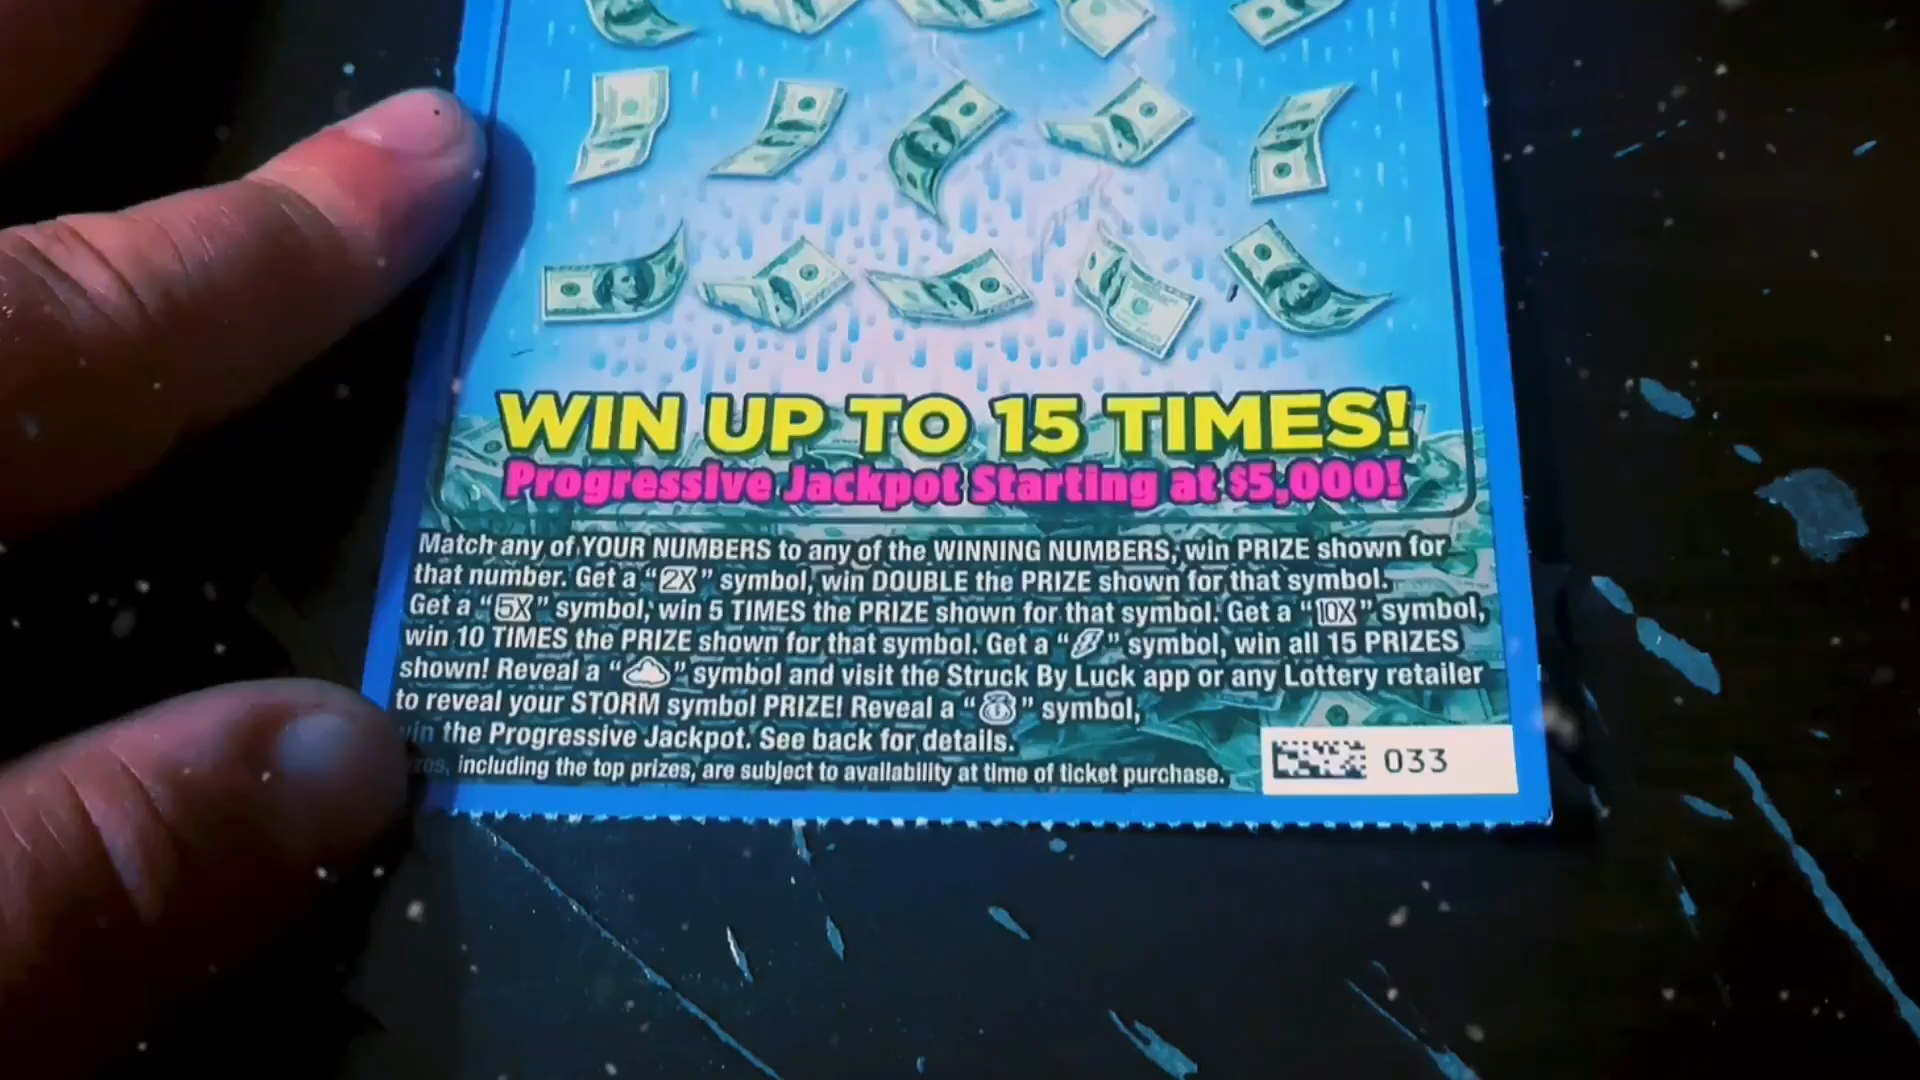 WIN UP TO 15 TIMES!
Progressive Jackpot Starting at $5,000!
Match any of YOUR NUMBERS to any of the WINNING NUMBERS, win PRIZE shown for
that number. Get a “2X” symbol, win DOUBLE the PRIZE shown for that symbol.
Get a “5X” symbol, win 5 TIMES the PRIZE shown for that symbol. Get a “10X” symbol,
win 10 TIMES the PRIZE shown for that symbol. Get a “ ” symbol, win all 15 PRIZES
shown! Reveal a “ ” symbol and visit the Struck By Luck app or any Lottery retailer
to reveal your STORM symbol PRIZE! Reveal a “ ” symbol,
win the Progressive Jackpot. See back for details.
including the top prizes, are subject to availability at time of ticket purchase.
033